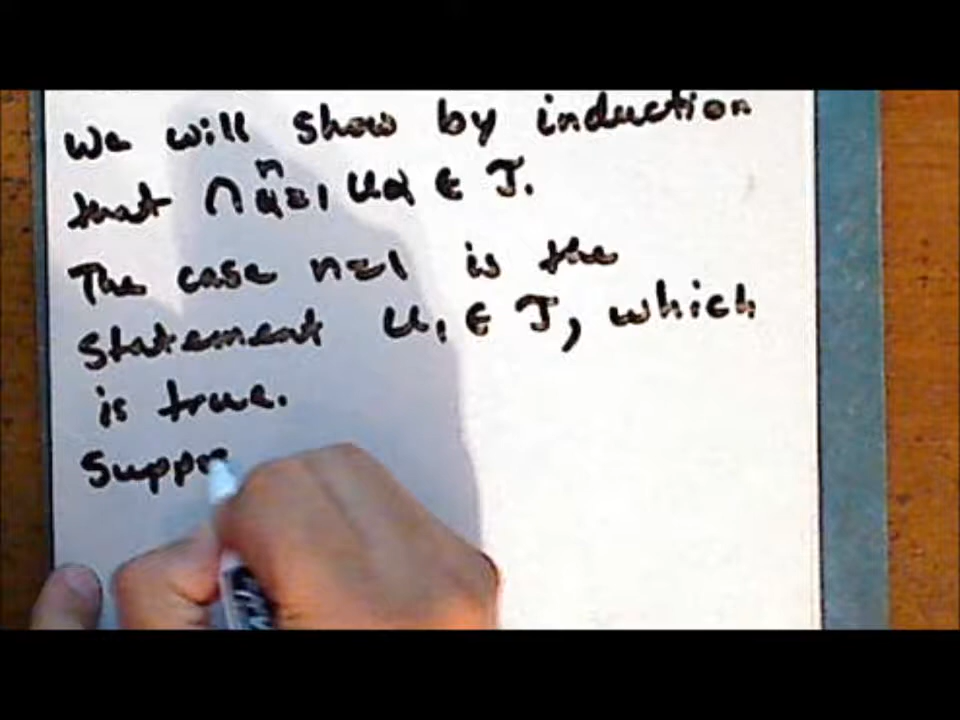 We will show by induction
that ∩ⁿα=1 Uα ∈ T.
The case n=1 is the
statement U₁ ∈ T, which
is true.
Suppo